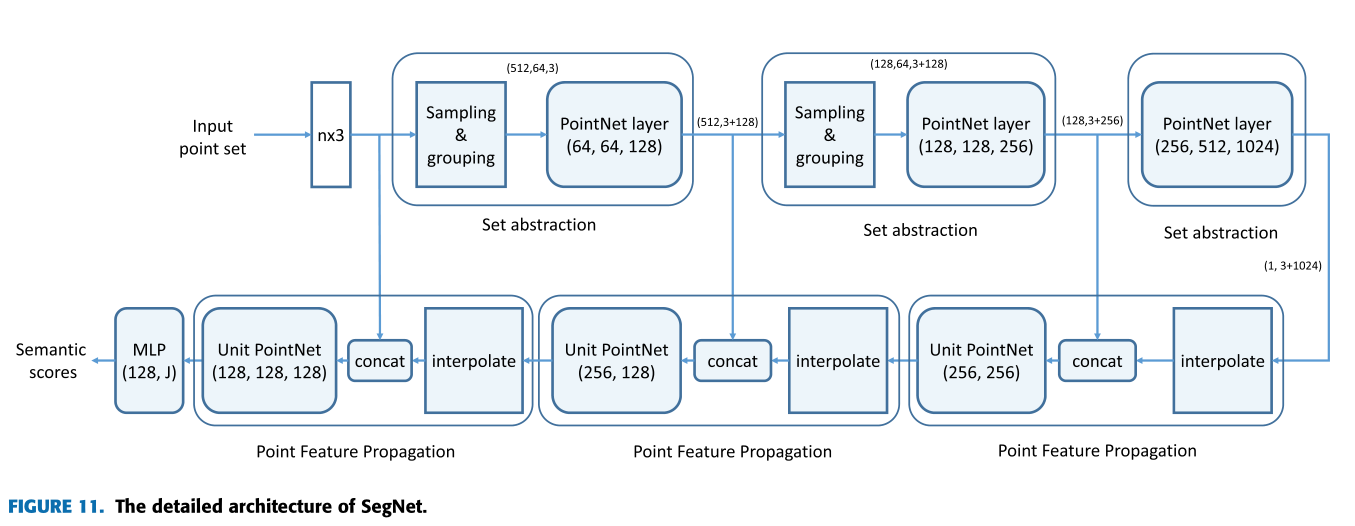 (512,64,3)
(128,64,3+128)
Input
point set
nx3
Sampling
&
grouping
PointNet layer
(64, 64, 128)
(512,3+128)
Sampling
&
grouping
PointNet layer
(128, 128, 256)
(128,3+256)
PointNet layer
(256, 512, 1024)
Set abstraction
Set abstraction
Set abstraction
(1, 3+1024)
Semantic
scores
MLP
(128, J)
Unit PointNet
(128, 128, 128)
concat
interpolate
Unit PointNet
(256, 128)
concat
interpolate
Unit PointNet
(256, 256)
concat
interpolate
Point Feature Propagation
Point Feature Propagation
Point Feature Propagation
FIGURE 11. The detailed architecture of SegNet.